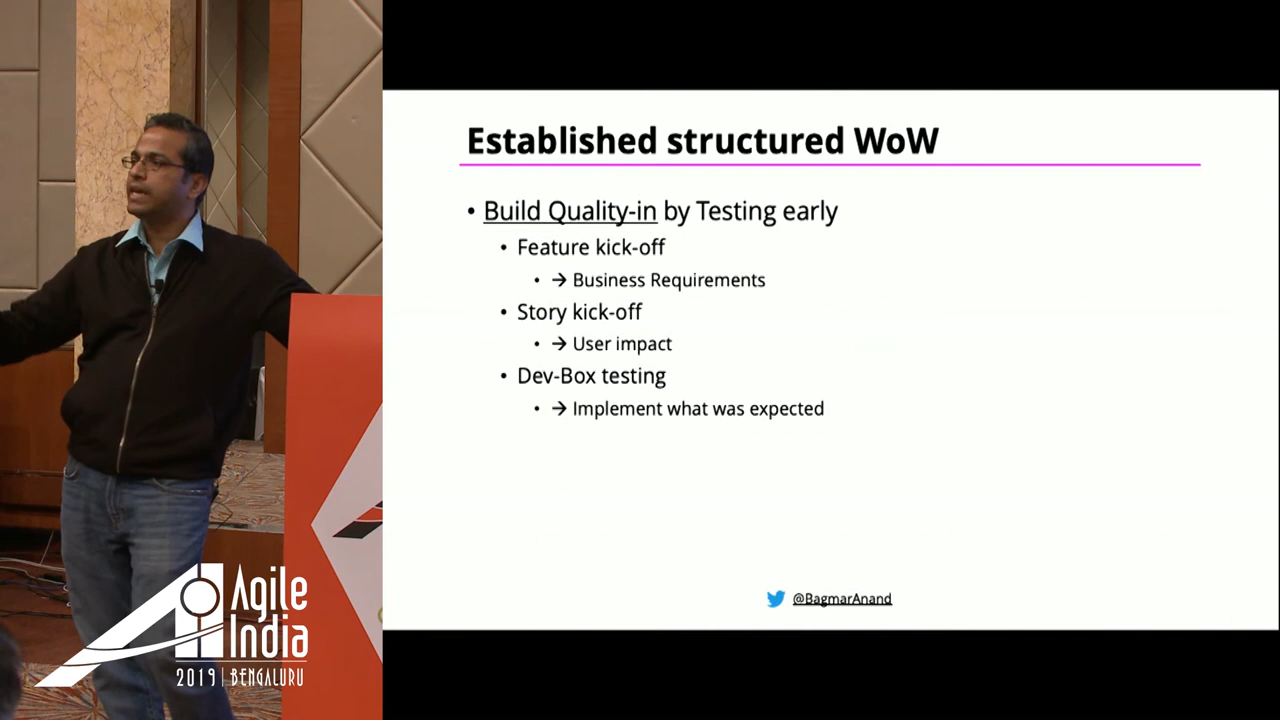 Established structured WoW
• Build Quality-in by Testing early
• Feature kick-off
• → Business Requirements
• Story kick-off
• → User impact
• Dev-Box testing
• → Implement what was expected
@BagmarAnand
Agile
India
2019 | BENGALURU